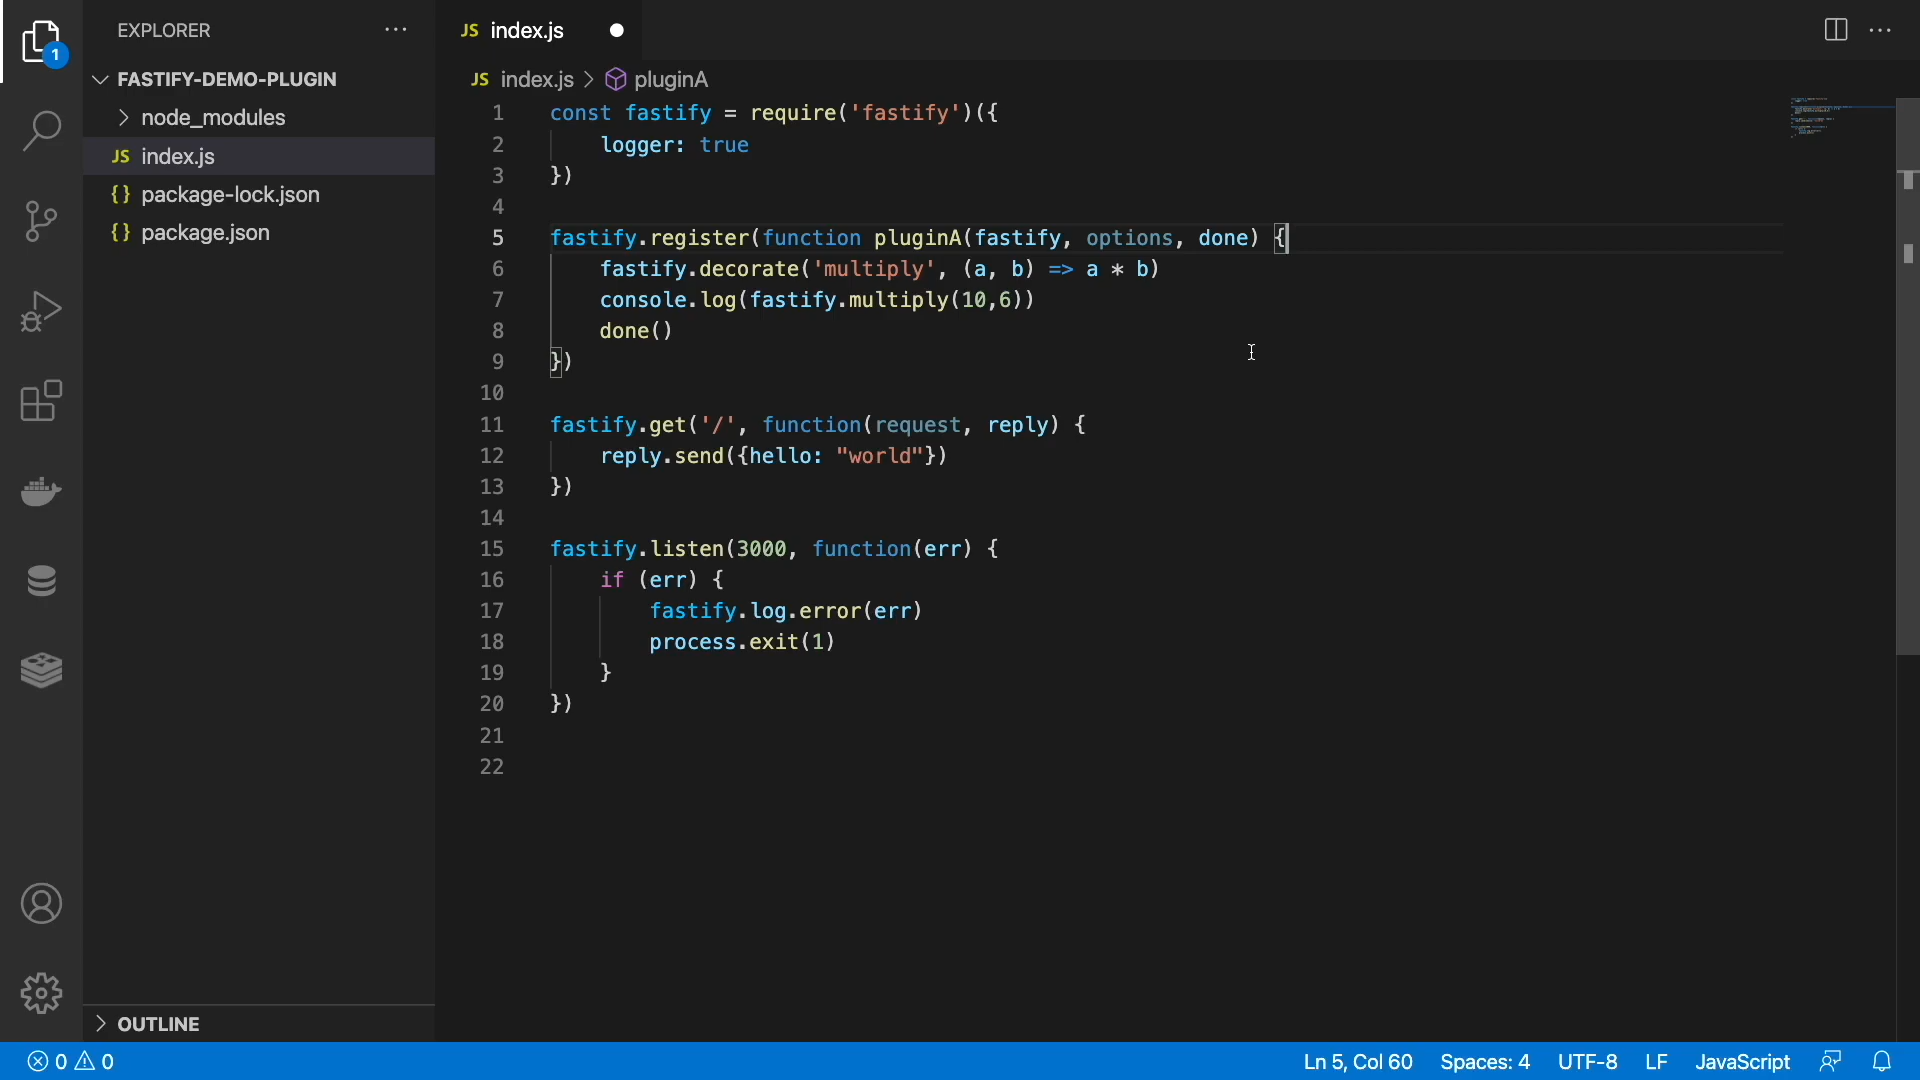 EXPLORER
1
FASTIFY-DEMO-PLUGIN
node_modules
JS index.js
{} package-lock.json
{} package.json
OUTLINE
JS index.js
JS index.js > pluginA
1 const fastify = require('fastify')({
2     logger: true
3 })
4
5 fastify.register(function pluginA(fastify, options, done) {
6     fastify.decorate('multiply', (a, b) => a * b)
7     console.log(fastify.multiply(10,6))
8     done()
9 })
10
11 fastify.get('/', function(request, reply) {
12     reply.send({hello: "world"})
13 })
14
15 fastify.listen(3000, function(err) {
16     if (err) {
17         fastify.log.error(err)
18         process.exit(1)
19     }
20 })
21
22
0 0 Ln 5, Col 60 Spaces: 4 UTF-8 LF JavaScript